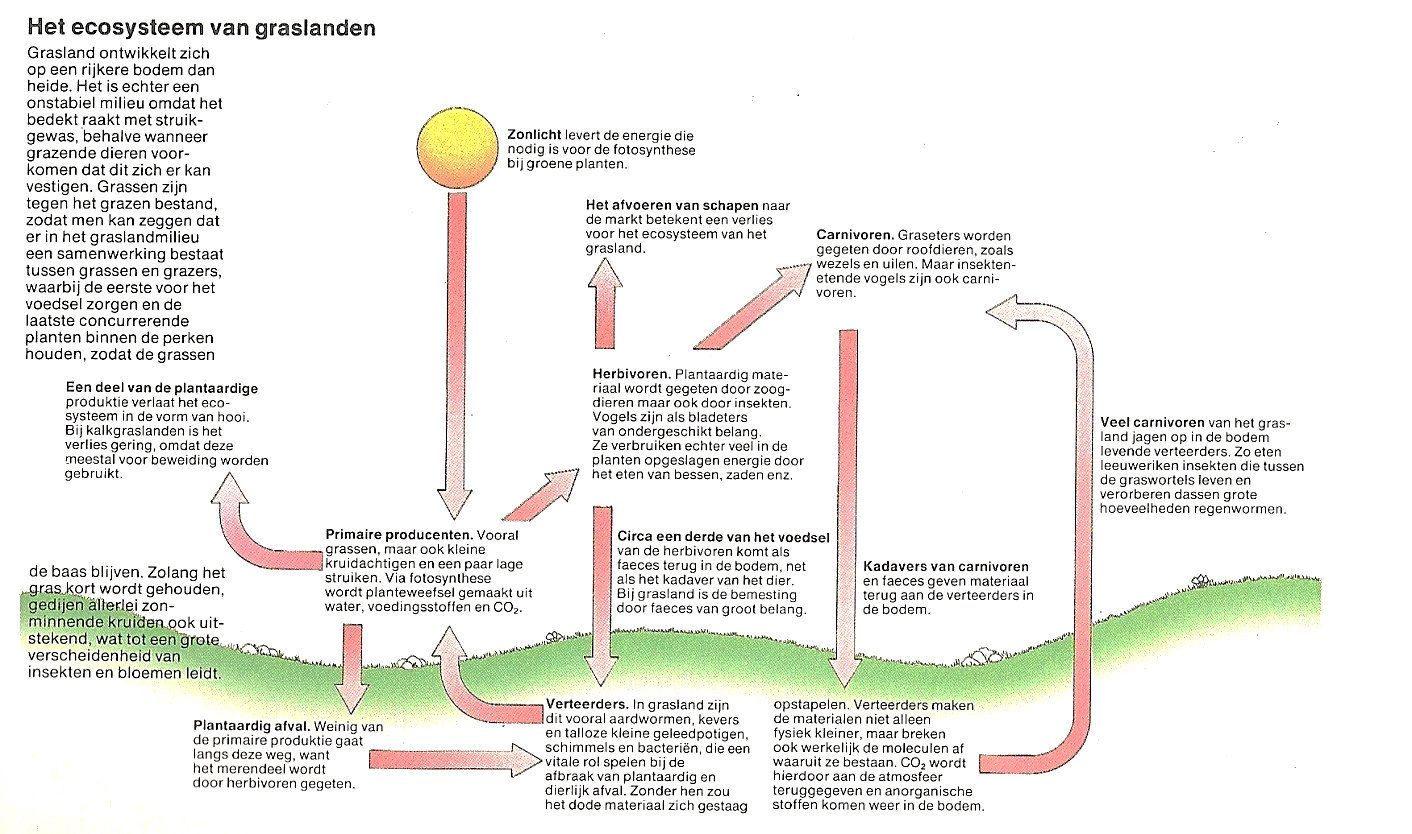 Het ecosysteem van graslanden
Grasland ontwikkelt zich
op een rijkere bodem dan
heide. Het is echter een
onstabiel milieu omdat het
bedekt raakt met struik-
gewas, behalve wanneer
grazende dieren voor-
komen dat dit zich er kan
vestigen. Grassen zijn
tegen het grazen bestand,
zodat men kan zeggen dat
er in het graslandmilieu
een samenwerking bestaat
tussen grassen en grazers,
waarbij de eerste voor het
voedsel zorgen en de
laatste concurrerende
planten binnen de perken
houden, zodat de grassen
de baas blijven. Zolang het
gras kort wordt gehouden,
gedijen allerlei zon-
minnende kruiden ook uit-
stekend, wat tot een grote
verscheidenheid van
insekten en bloemen leidt.
Zonlicht levert de energie die
nodig is voor de fotosynthese
bij groene planten.
Het afvoeren van schapen naar
de markt betekent een verlies
voor het ecosysteem van het
grasland.
Carnivoren. Graseters worden
gegeten door roofdieren, zoals
wezels en uilen. Maar insekten-
etende vogels zijn ook carni-
voren.
Een deel van de plantaardige
produktie verlaat het eco-
systeem in de vorm van hooi.
Bij kalkgraslanden is het
verlies gering, omdat deze
meestal voor beweiding worden
gebruikt.
Herbivoren. Plantaardig mate-
riaal wordt gegeten door zoog-
dieren maar ook door insekten.
Vogels zijn als bladeters
van ondergeschikt belang.
Ze verbruiken echter veel in de
planten opgeslagen energie door
het eten van bessen, zaden enz.
Veel carnivoren van het gras-
land jagen op in de bodem
levende verteerders. Zo eten
leeuweriken insekten die tussen
de graswortels leven en
verorberen dassen grote
hoeveelheden regenwormen.
Primaire producenten. Vooral
grassen, maar ook kleine
kruidachtigen en een paar lage
struiken. Via fotosynthese
wordt planteweefsel gemaakt uit
water, voedingsstoffen en CO₂.
Circa een derde van het voedsel
van de herbivoren komt als
faeces terug in de bodem, net
als het kadaver van het dier.
Bij grasland is de bemesting
door faeces van groot belang.
Kadavers van carnivoren
en faeces geven materiaal
terug aan de verteerders in
de bodem.
Plantaardig afval. Weinig van
de primaire produktie gaat
langs deze weg, want
het merendeel wordt
door herbivoren gegeten.
Verteerders. In grasland zijn
dit vooral aardwormen, kevers
en talloze kleine geleedpotigen,
schimmels en bacteriën, die een
vitale rol spelen bij de
afbraak van plantaardig en
dierlijk afval. Zonder hen zou
het dode materiaal zich gestaag
opstapelen. Verteerders maken
de materialen niet alleen
fysiek kleiner, maar breken
ook werkelijk de moleculen af
waaruit ze bestaan. CO₂ wordt
hierdoor aan de atmosfeer
teruggegeven en anorganische
stoffen komen weer in de bodem.